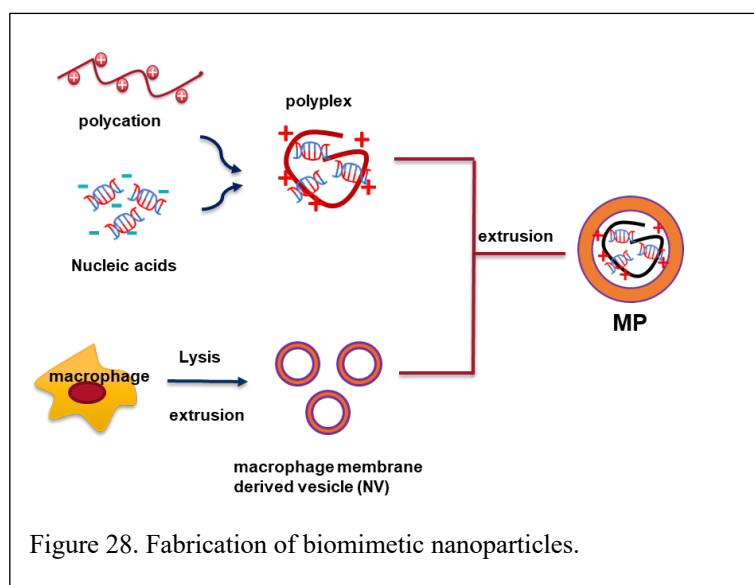 polycation
Nucleic acids
polyplex
extrusion
MP
macrophage
Lysis
extrusion
macrophage membrane
derived vesicle (NV)
Figure 28. Fabrication of biomimetic nanoparticles.